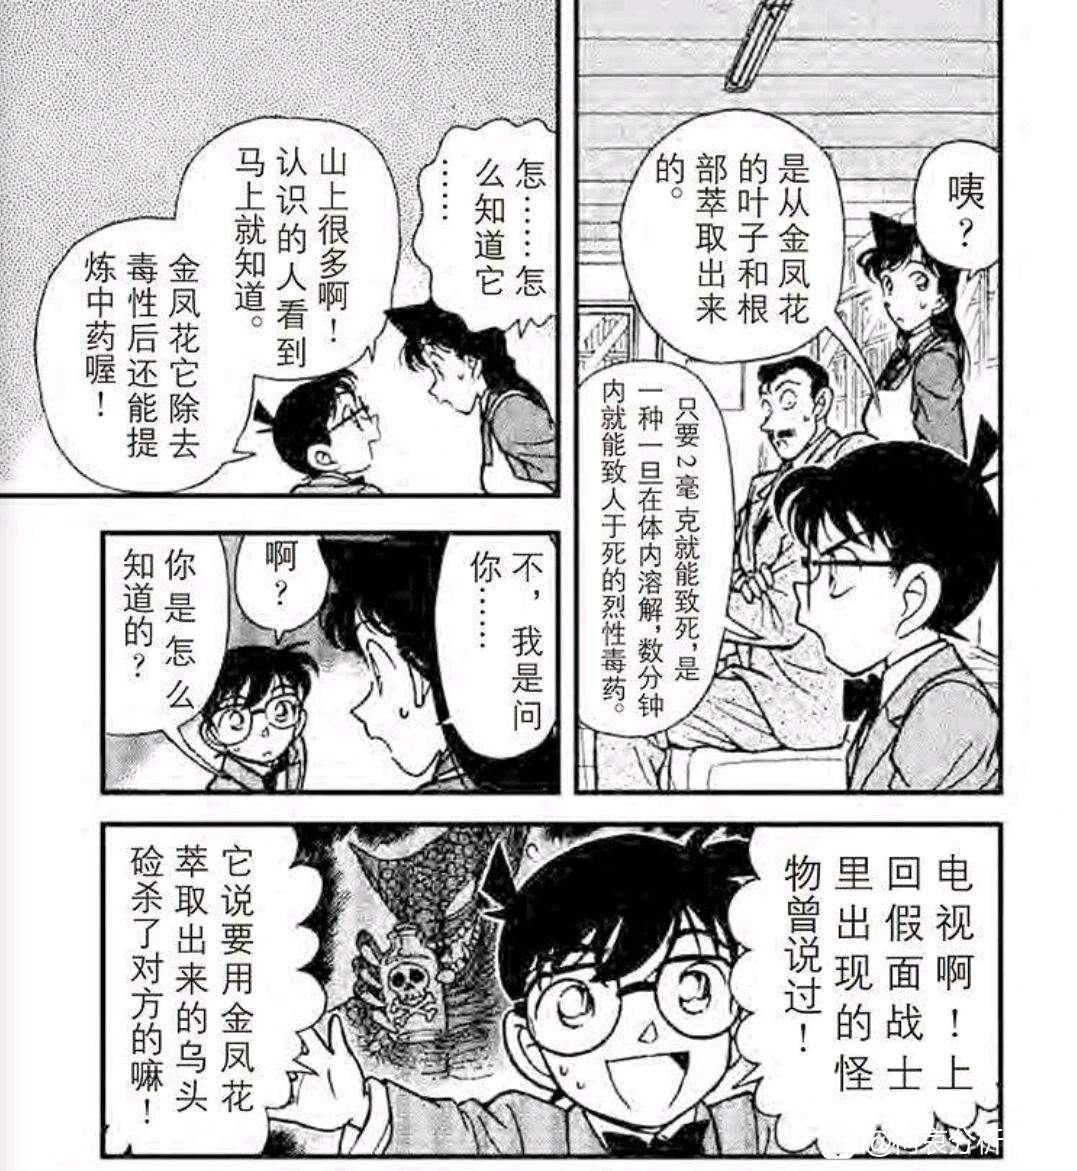 咦？
是从金凤花
的叶子和根
部萃取出来
的。
只要2毫克就能致死，是
一种一旦在体内溶解，数分钟
内就能致人于死的烈性毒药。
怎……怎
么知道它
……
山上很多啊！
认识的人看到
马上就知道。
金凤花它除去
毒性后还能提
炼中药喔！
不，我是问
你……
啊？
你是怎么
知道的？
电视啊！上
回假面战士
里出现的怪
物曾说过！
它说要用金凤花
萃取出来的乌头
硷杀了对方的嘛！